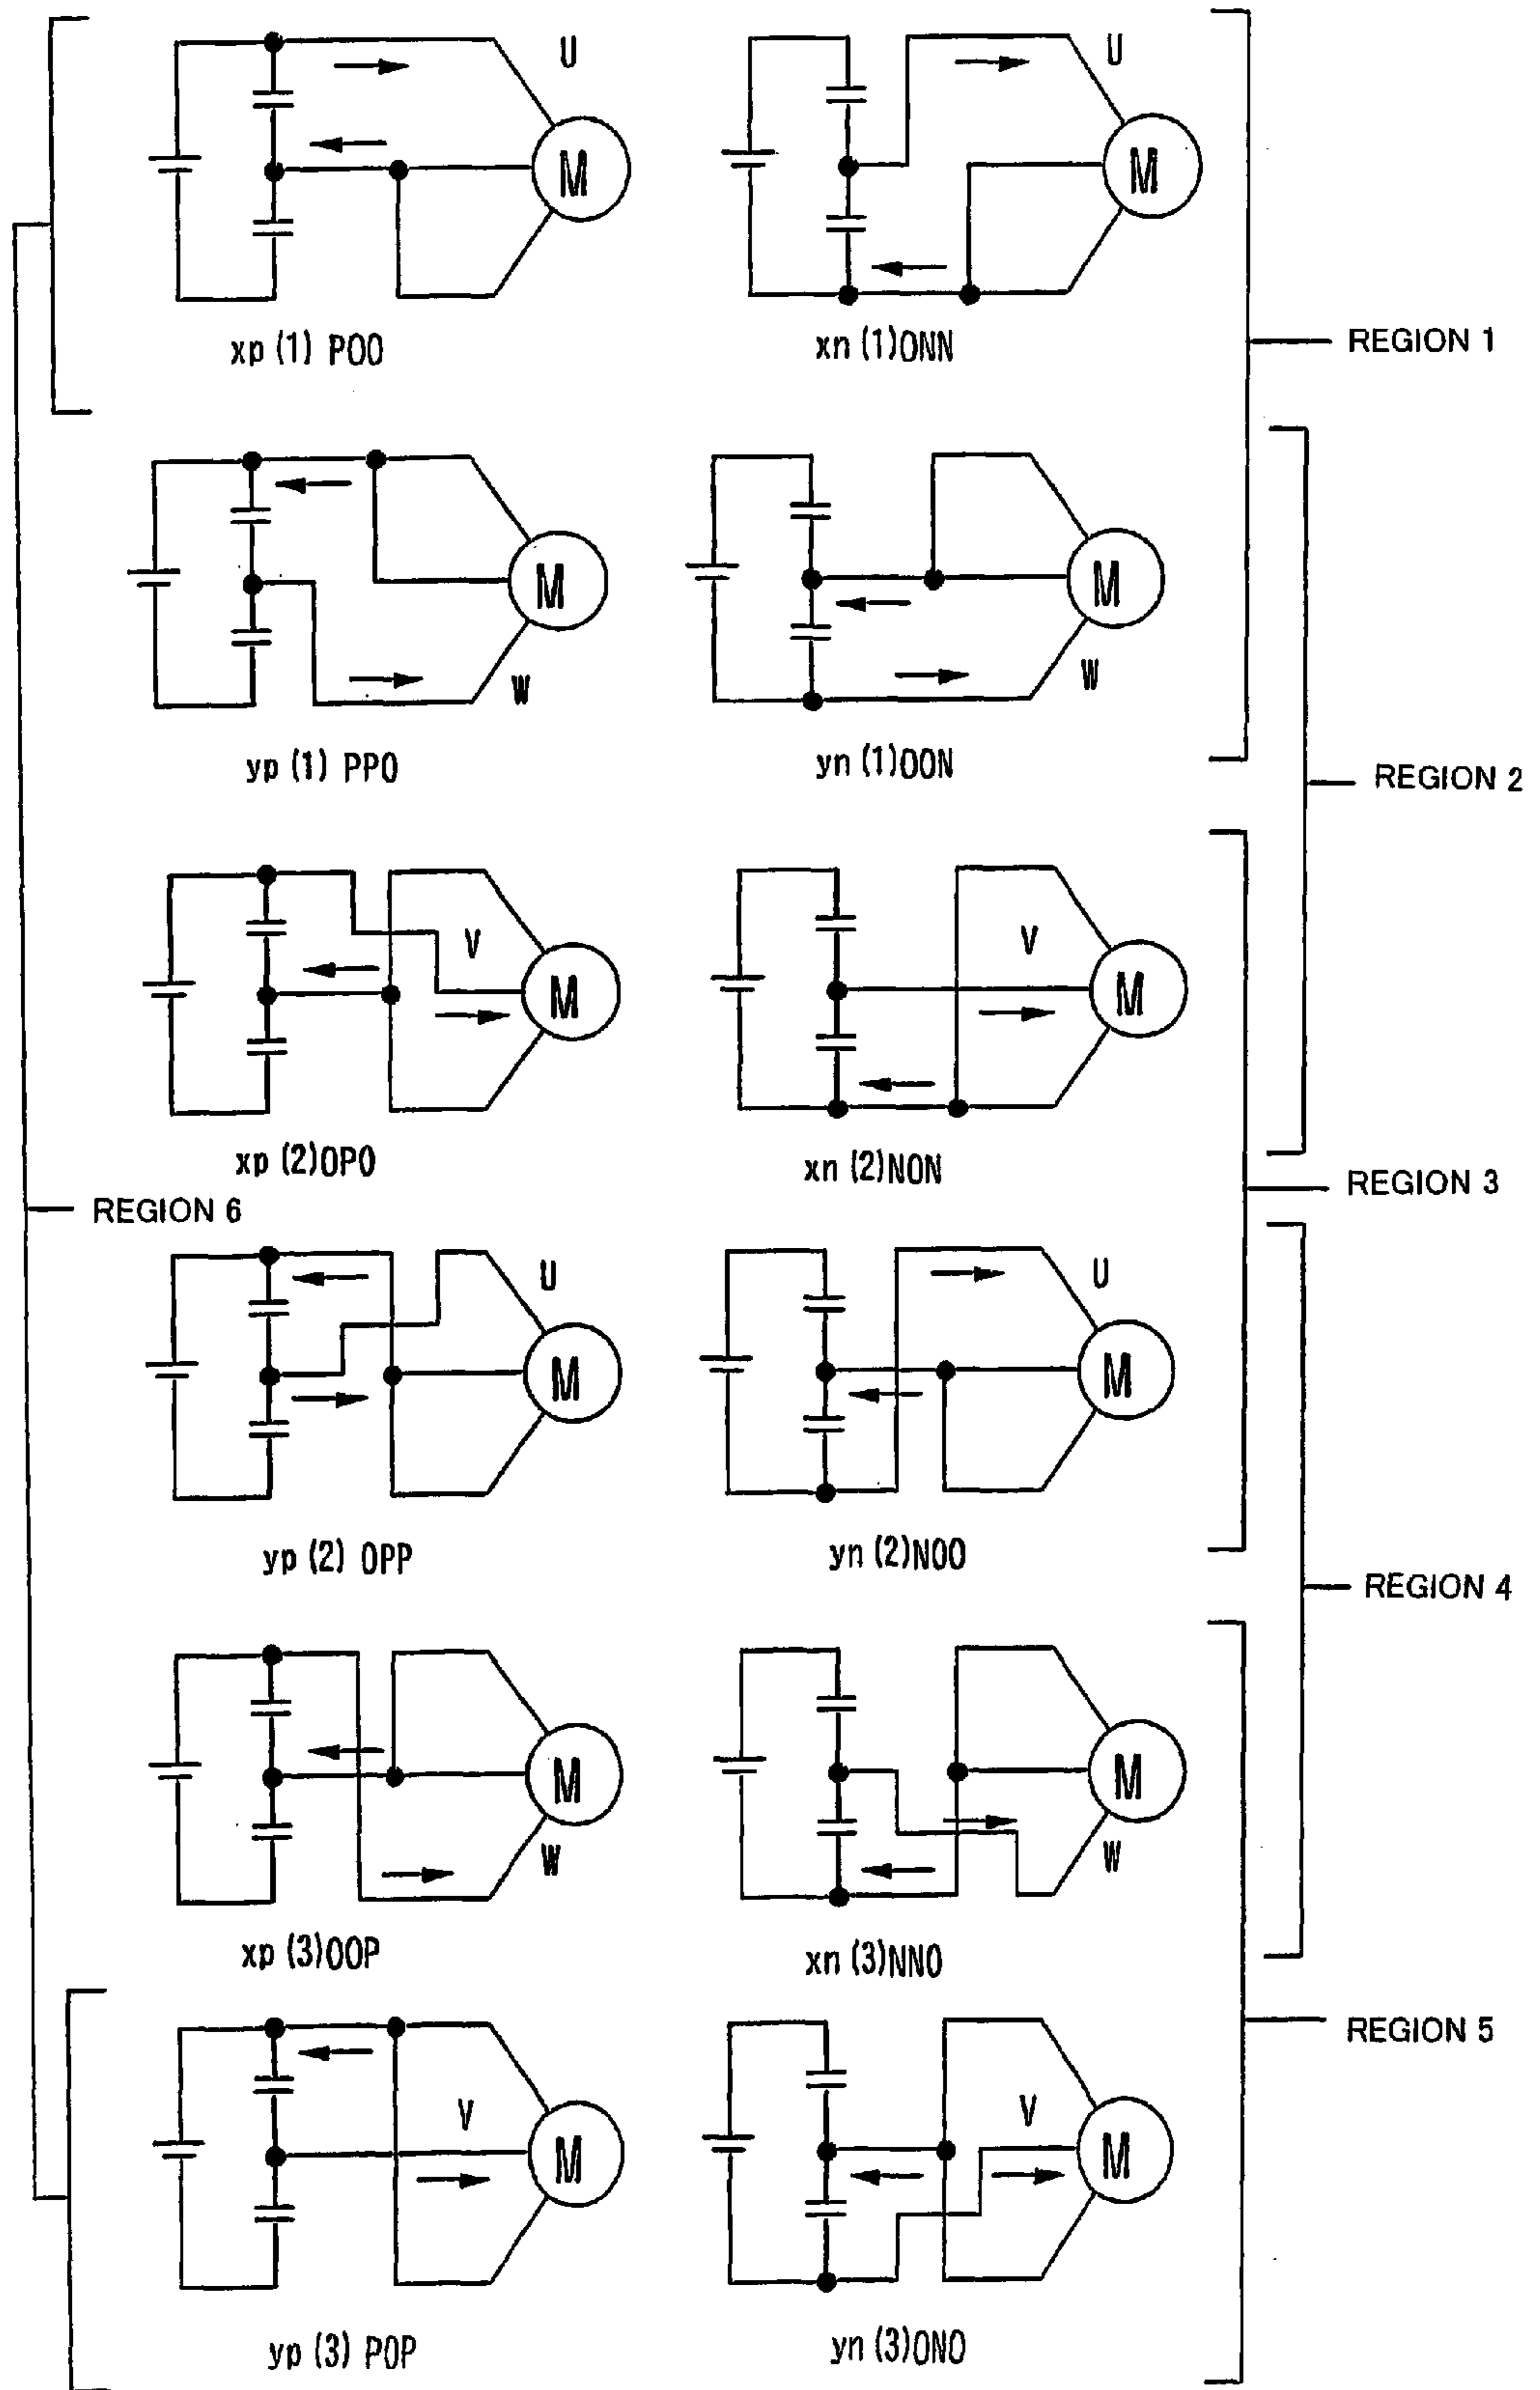 U
U
M
M
xp (1) POO
xn (1) ONN
REGION 1
M
M
W
W
yp (1) PPO
yn (1) OON
REGION 2
V
V
M
M
xp (2) OPO
xn (2) NON
REGION 3
REGION 6
U
U
M
M
yp (2) OPP
yn (2) NOO
REGION 4
M
M
W
W
xp (3) OOP
xn (3) NNO
REGION 5
V
V
M
M
yp (3) POP
yn (3) ONO